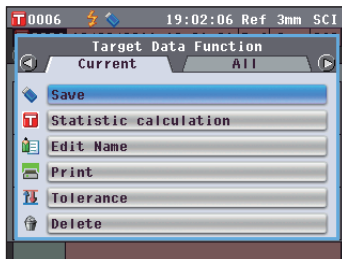 T0006 19:02:06 Ref 3mm SCI
Target Data Function
Current All
Save
T Statistic calculation
Edit Name
Print
Tolerance
Delete